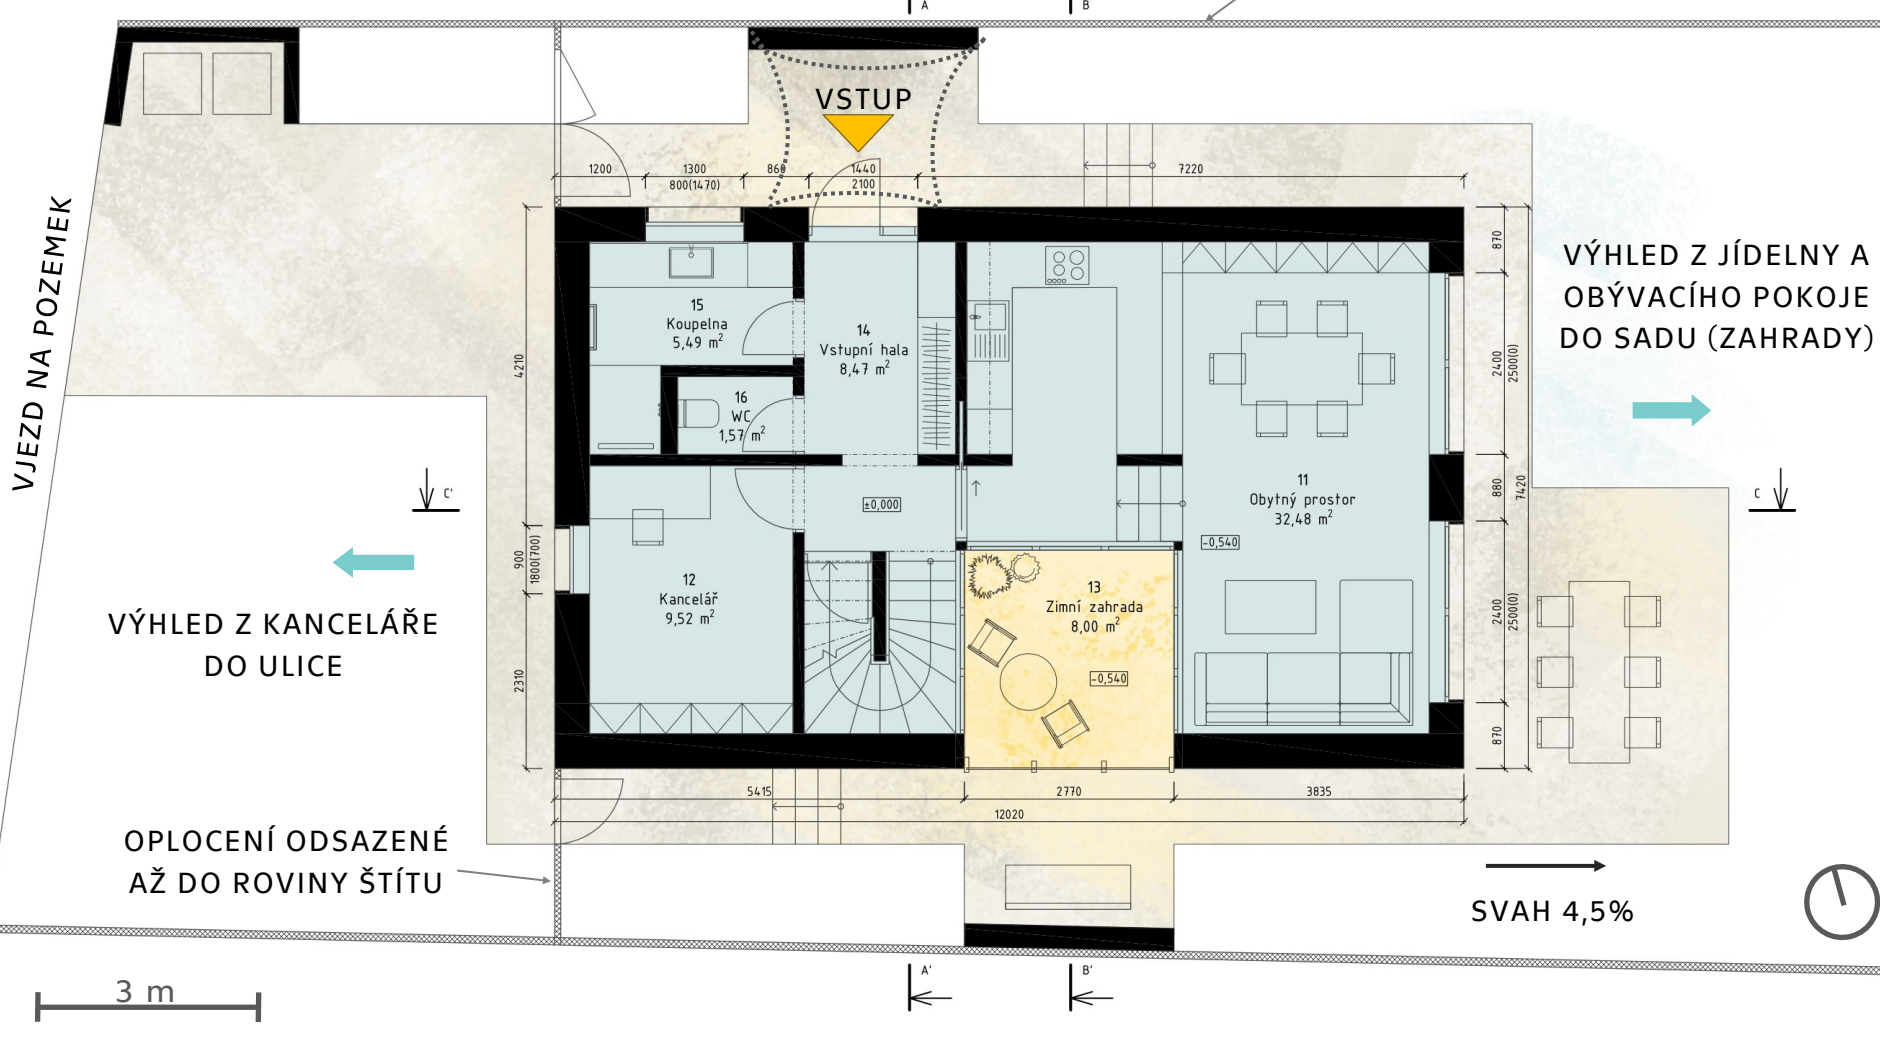 A
B
VSTUP
1200
1300
860
1440
7220
800(1470)
2100
VJEZD NA POZEMEK
870
VÝHLED Z JÍDELNY A
OBÝVACÍHO POKOJE
DO SADU (ZAHRADY)
15
Koupelna
5,49 m²
14
Vstupní hala
8,47 m²
4210
2400
2500(0)
16
WC
1,57 m²
C'
±0,000
11
Obytný prostor
32,48 m²
-0,540
880
7420
C
900
1800(700)
12
Kancelář
9,52 m²
13
Zimní zahrada
8,00 m²
-0,540
2400
2500(0)
VÝHLED Z KANCELÁŘE
DO ULICE
2310
870
5415
2770
3835
12020
OPLOCENÍ ODSAZENÉ
AŽ DO ROVINY ŠTÍTU
SVAH 4,5%
A'
B'
3 m